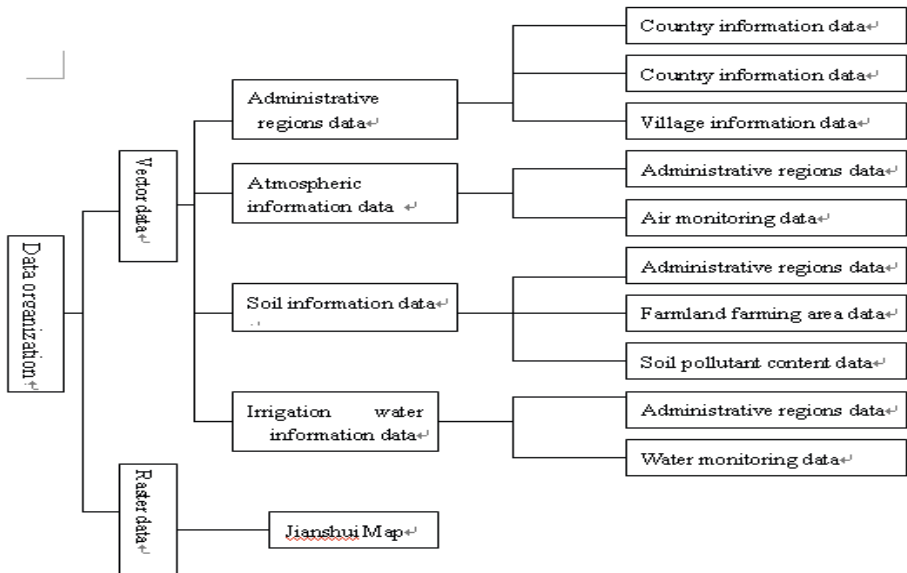 Data organization
Vector data
Administrative
regions data
Country information data
Country information data
Village information data
Atmospheric
information data
Administrative regions data
Air monitoring data
Soil information data
Administrative regions data
Farmland farming area data
Soil pollutant content data
Irrigation water
information data
Administrative regions data
Water monitoring data
Raster data
Jianshui Map